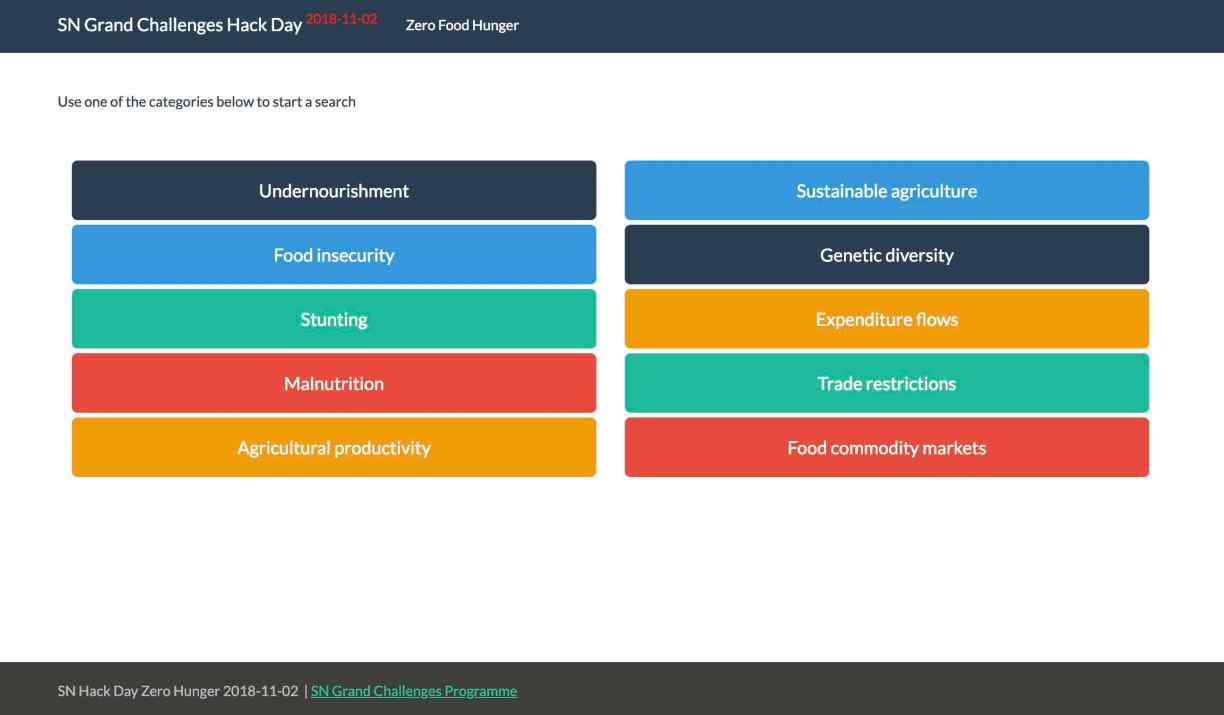 SN Grand Challenges Hack Day 2018-11-02 Zero Food Hunger
Use one of the categories below to start a search
Undernourishment
Food insecurity
Stunting
Malnutrition
Agricultural productivity
Sustainable agriculture
Genetic diversity
Expenditure flows
Trade restrictions
Food commodity markets
SN Hack Day Zero Hunger 2018-11-02 | SN Grand Challenges Programme